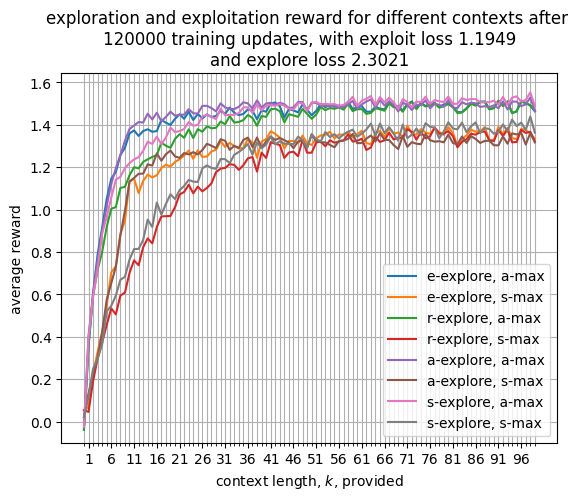 exploration and exploitation reward for different contexts after
120000 training updates, with exploit loss 1.1949
and explore loss 2.3021
1.6
1.4
1.2
1.0
0.8
0.6
0.4
0.2
0.0
average reward
e-explore, a-max
e-explore, s-max
r-explore, a-max
r-explore, s-max
a-explore, a-max
a-explore, s-max
s-explore, a-max
s-explore, s-max
1 6 11 16 21 26 31 36 41 46 51 56 61 66 71 76 81 86 91 96
context length, k, provided